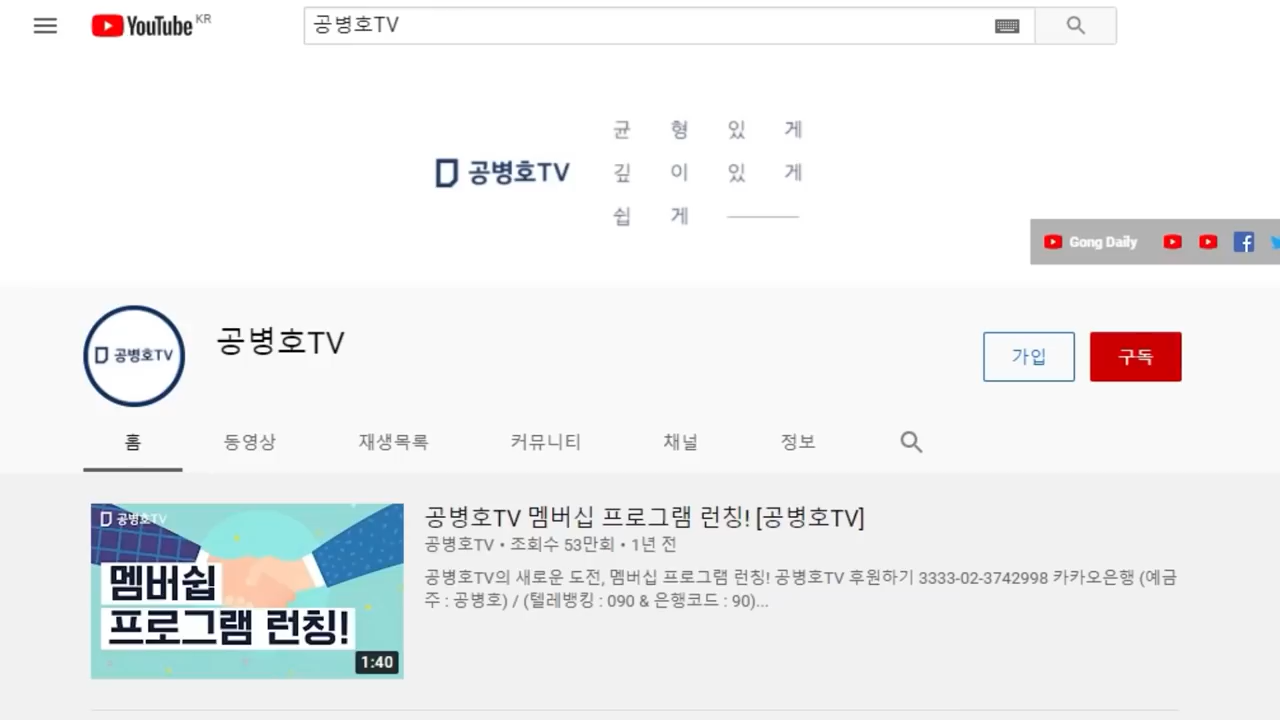 YouTube KR
공병호TV
균 형 있 게
공병호TV
깊 이 있 게
쉽 게
Gong Daily
공병호TV
공병호TV
가입
구독
홈
동영상
재생목록
커뮤니티
채널
정보
공병호TV
멤버쉽
프로그램 런칭!
1:40
공병호TV 멤버십 프로그램 런칭! [공병호TV]
공병호TV • 조회수 53만회 • 1년 전
공병호TV의 새로운 도전, 멤버십 프로그램 런칭! 공병호TV 후원하기 3333-02-3742998 카카오은행 (예금
주 : 공병호) / (텔레뱅킹 : 090 & 은행코드 : 90)...